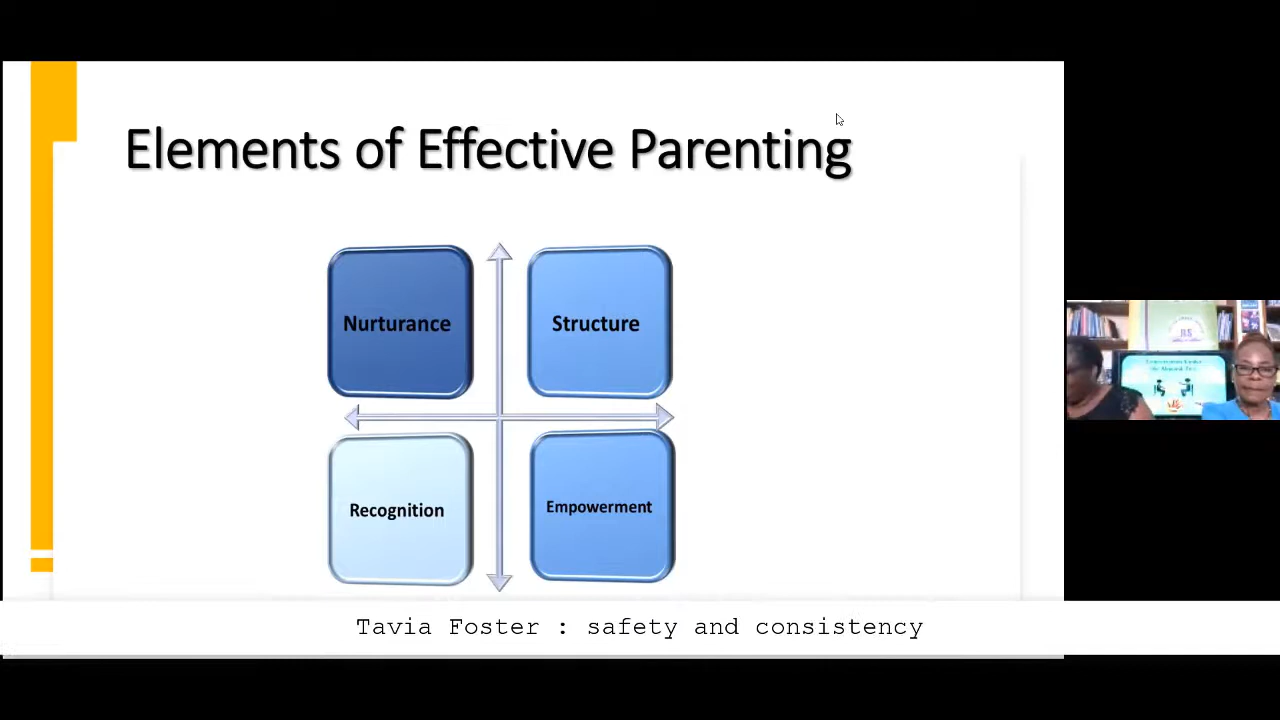 Elements of Effective Parenting
Nurturance
Structure
Recognition
Empowerment
Tavia Foster : safety and consistency